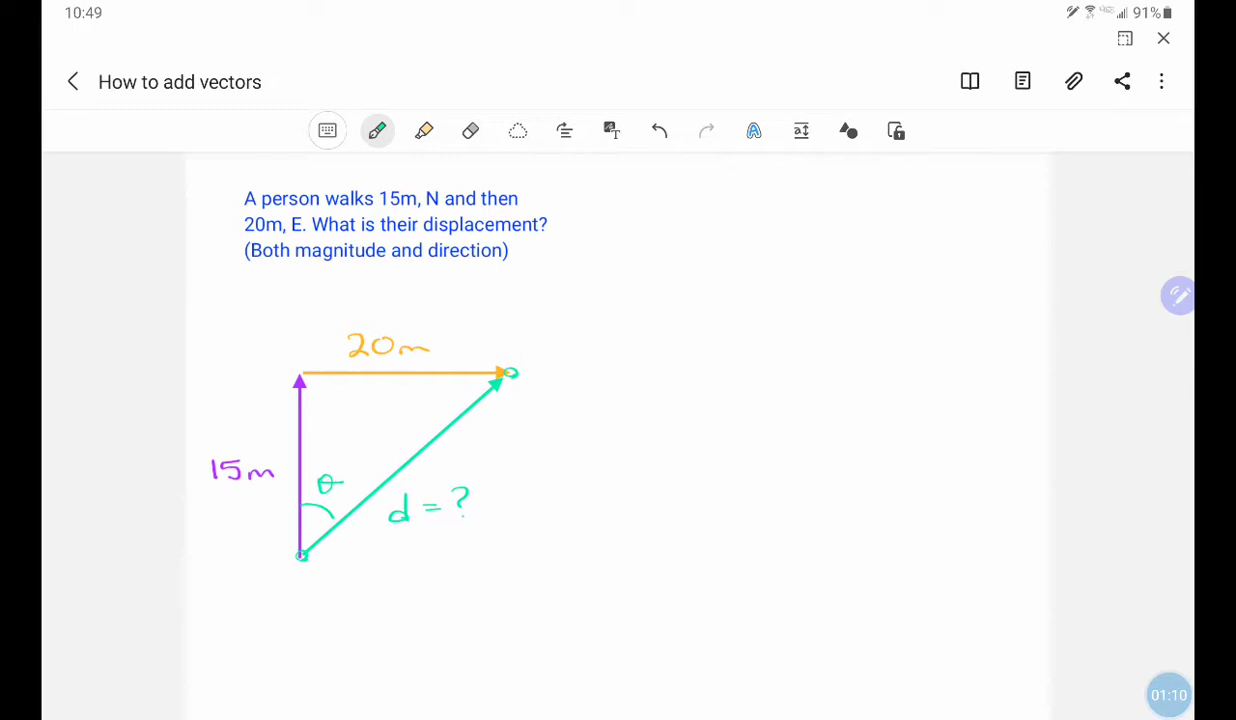 10:49
91%
How to add vectors
A person walks 15m, N and then
20m, E. What is their displacement?
(Both magnitude and direction)
20m
15m
θ
d = ?
01:10